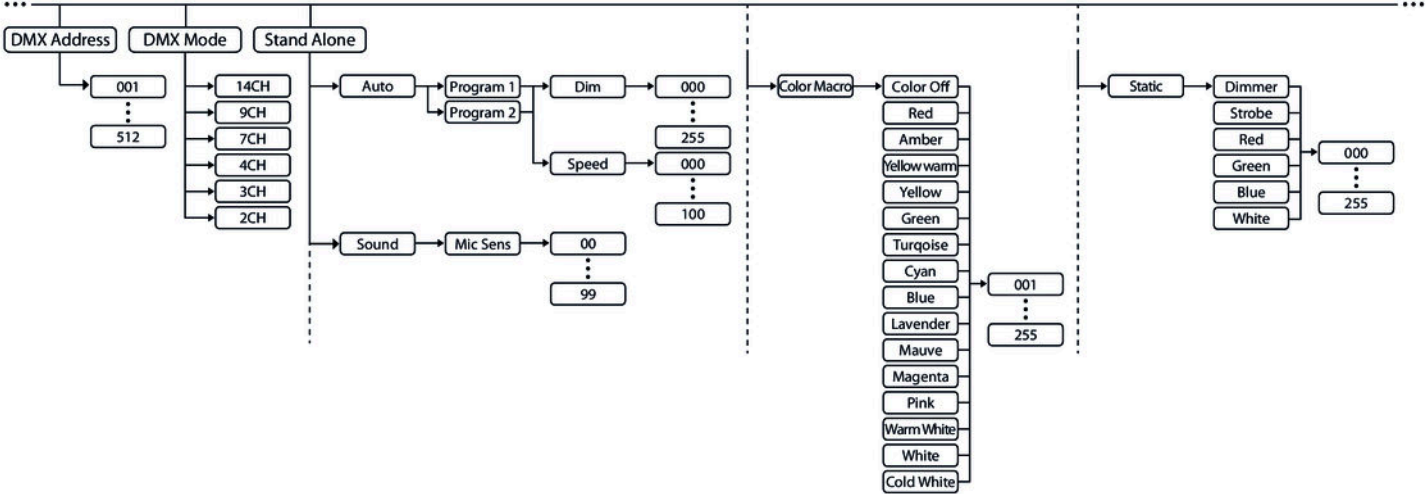 DMX Address
DMX Mode
Stand Alone
001
512
14CH
9CH
7CH
4CH
3CH
2CH
Auto
Program 1
Program 2
Dim
000
255
Speed
000
100
Sound
Mic Sens
00
99
Color Macro
Color Off
Red
Amber
Yellow warm
Yellow
Green
Turqoise
Cyan
Blue
Lavender
Mauve
Magenta
Pink
Warm White
White
Cold White
001
255
Static
Dimmer
Strobe
Red
Green
Blue
White
000
255